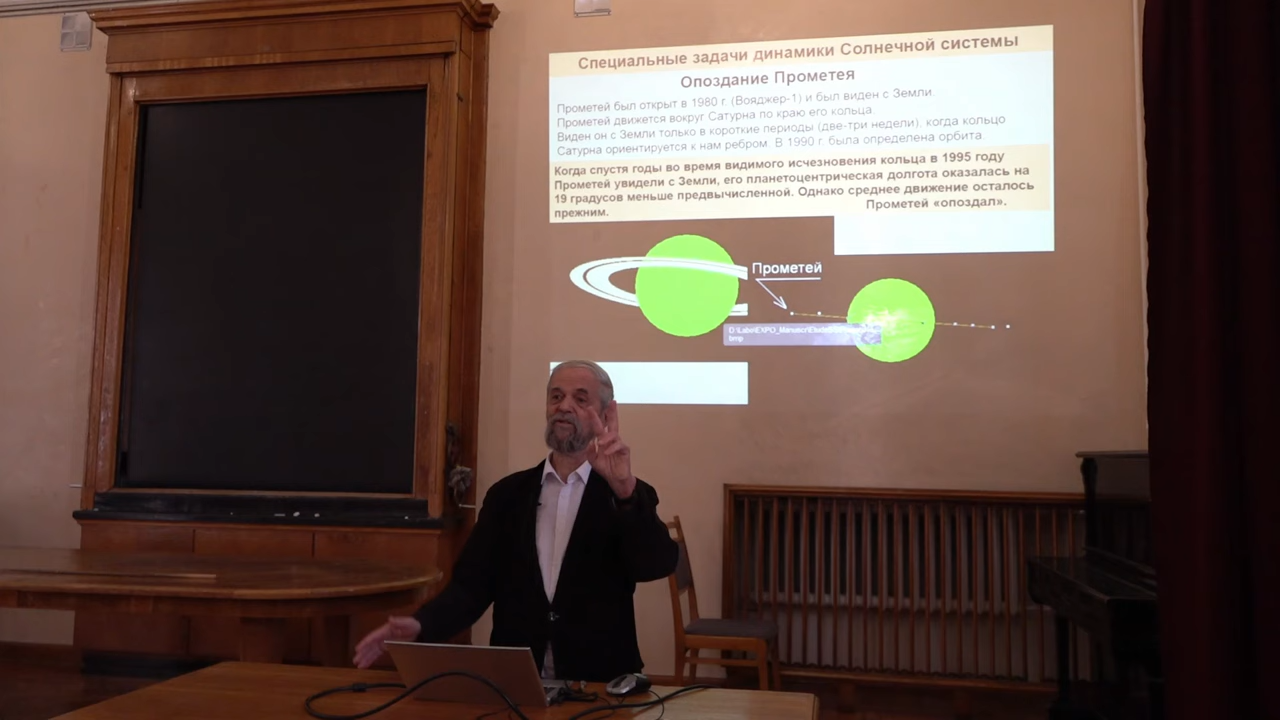 Специальные задачи динамики Солнечной системы
Опоздание Прометея
Прометей был открыт в 1980 г. (Вояджер-1) и был виден с Земли.
Прометей движется вокруг Сатурна по краю его кольца.
Виден он с Земли только в короткие периоды (две-три недели), когда кольцо
Сатурна ориентируется к нам ребром. В 1990 г. была определена орбита
Когда спустя годы во время видимого исчезновения кольца в 1995 году
Прометей увидели с Земли, его планетоцентрическая долгота оказалась на
19 градусов меньше предвычисленной. Однако среднее движение осталось
прежним. Прометей «опоздал».
Прометей
bmp